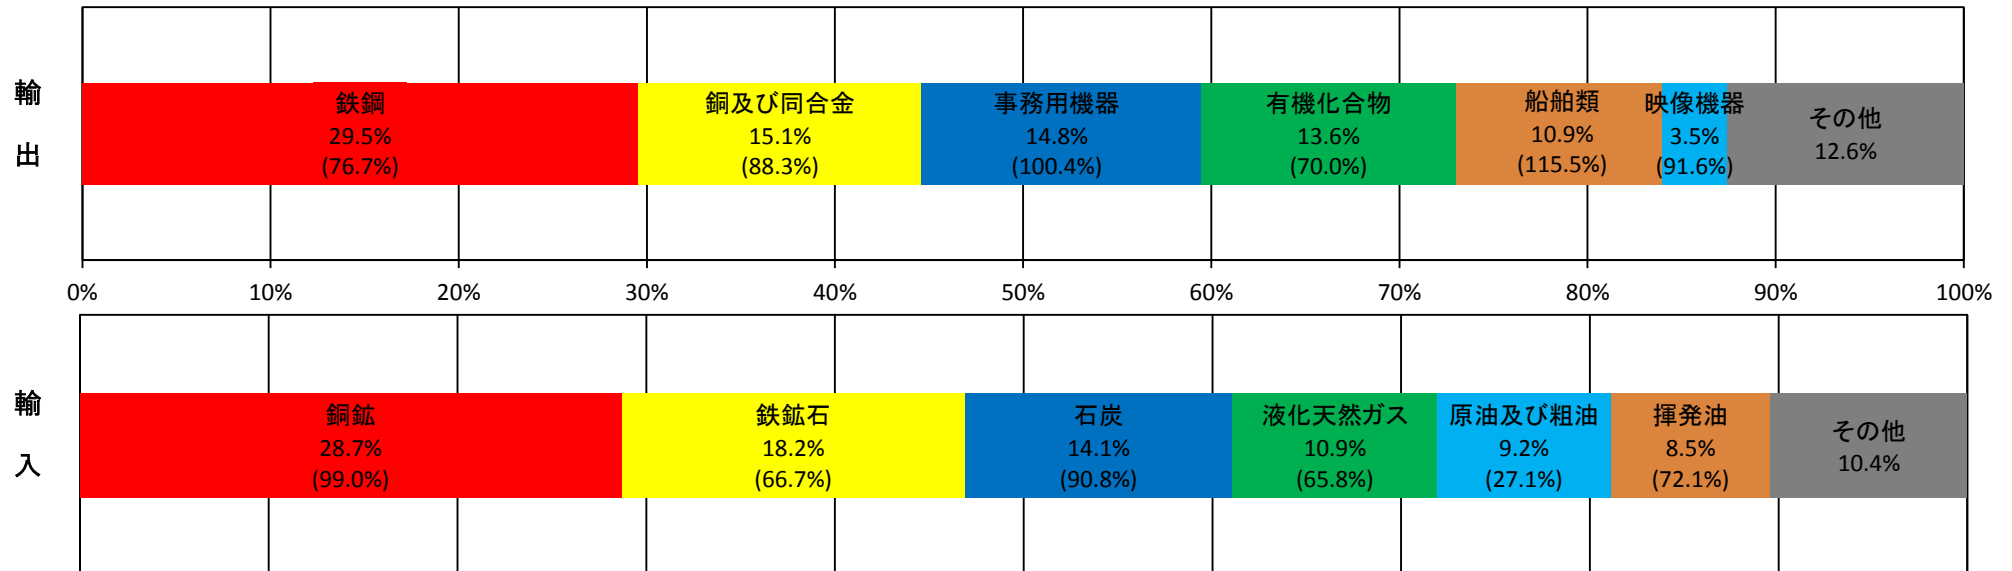 輸
出
鉄鋼
29.5%
(76.7%)
銅及び同合金
15.1%
(88.3%)
事務用機器
14.8%
(100.4%)
有機化合物
13.6%
(70.0%)
船舶類
10.9%
(115.5%)
映像機器
3.5%
(91.6%)
その他
12.6%
0% 10% 20% 30% 40% 50% 60% 70% 80% 90% 100%
輸
入
銅鉱
28.7%
(99.0%)
鉄鉱石
18.2%
(66.7%)
石炭
14.1%
(90.8%)
液化天然ガス
10.9%
(65.8%)
原油及び粗油
9.2%
(27.1%)
揮発油
8.5%
(72.1%)
その他
10.4%